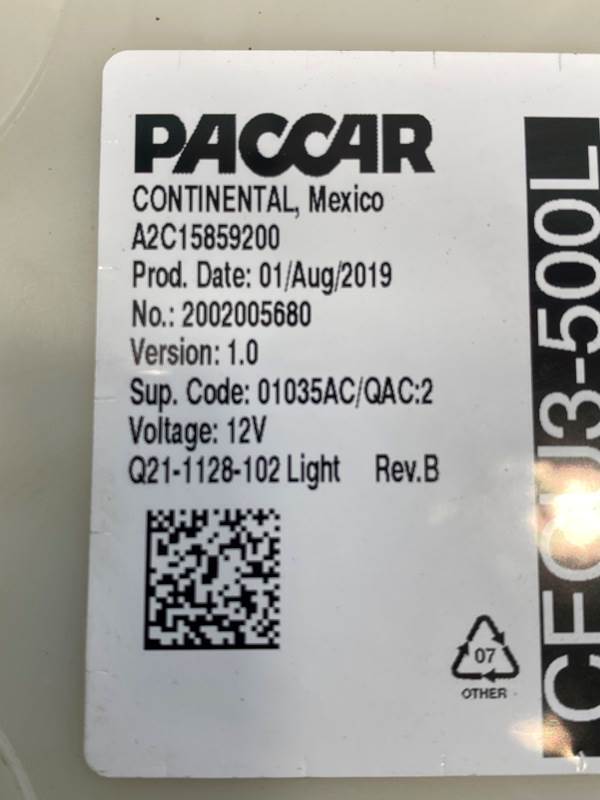 PACCAR
CONTINENTAL, Mexico
A2C15859200
Prod. Date: 01/Aug/2019
No.: 2002005680
Version: 1.0
Sup. Code: 01035AC/QAC:2
Voltage: 12V
Q21-1128-102 Light Rev.B
07
OTHER
CECU3-500L